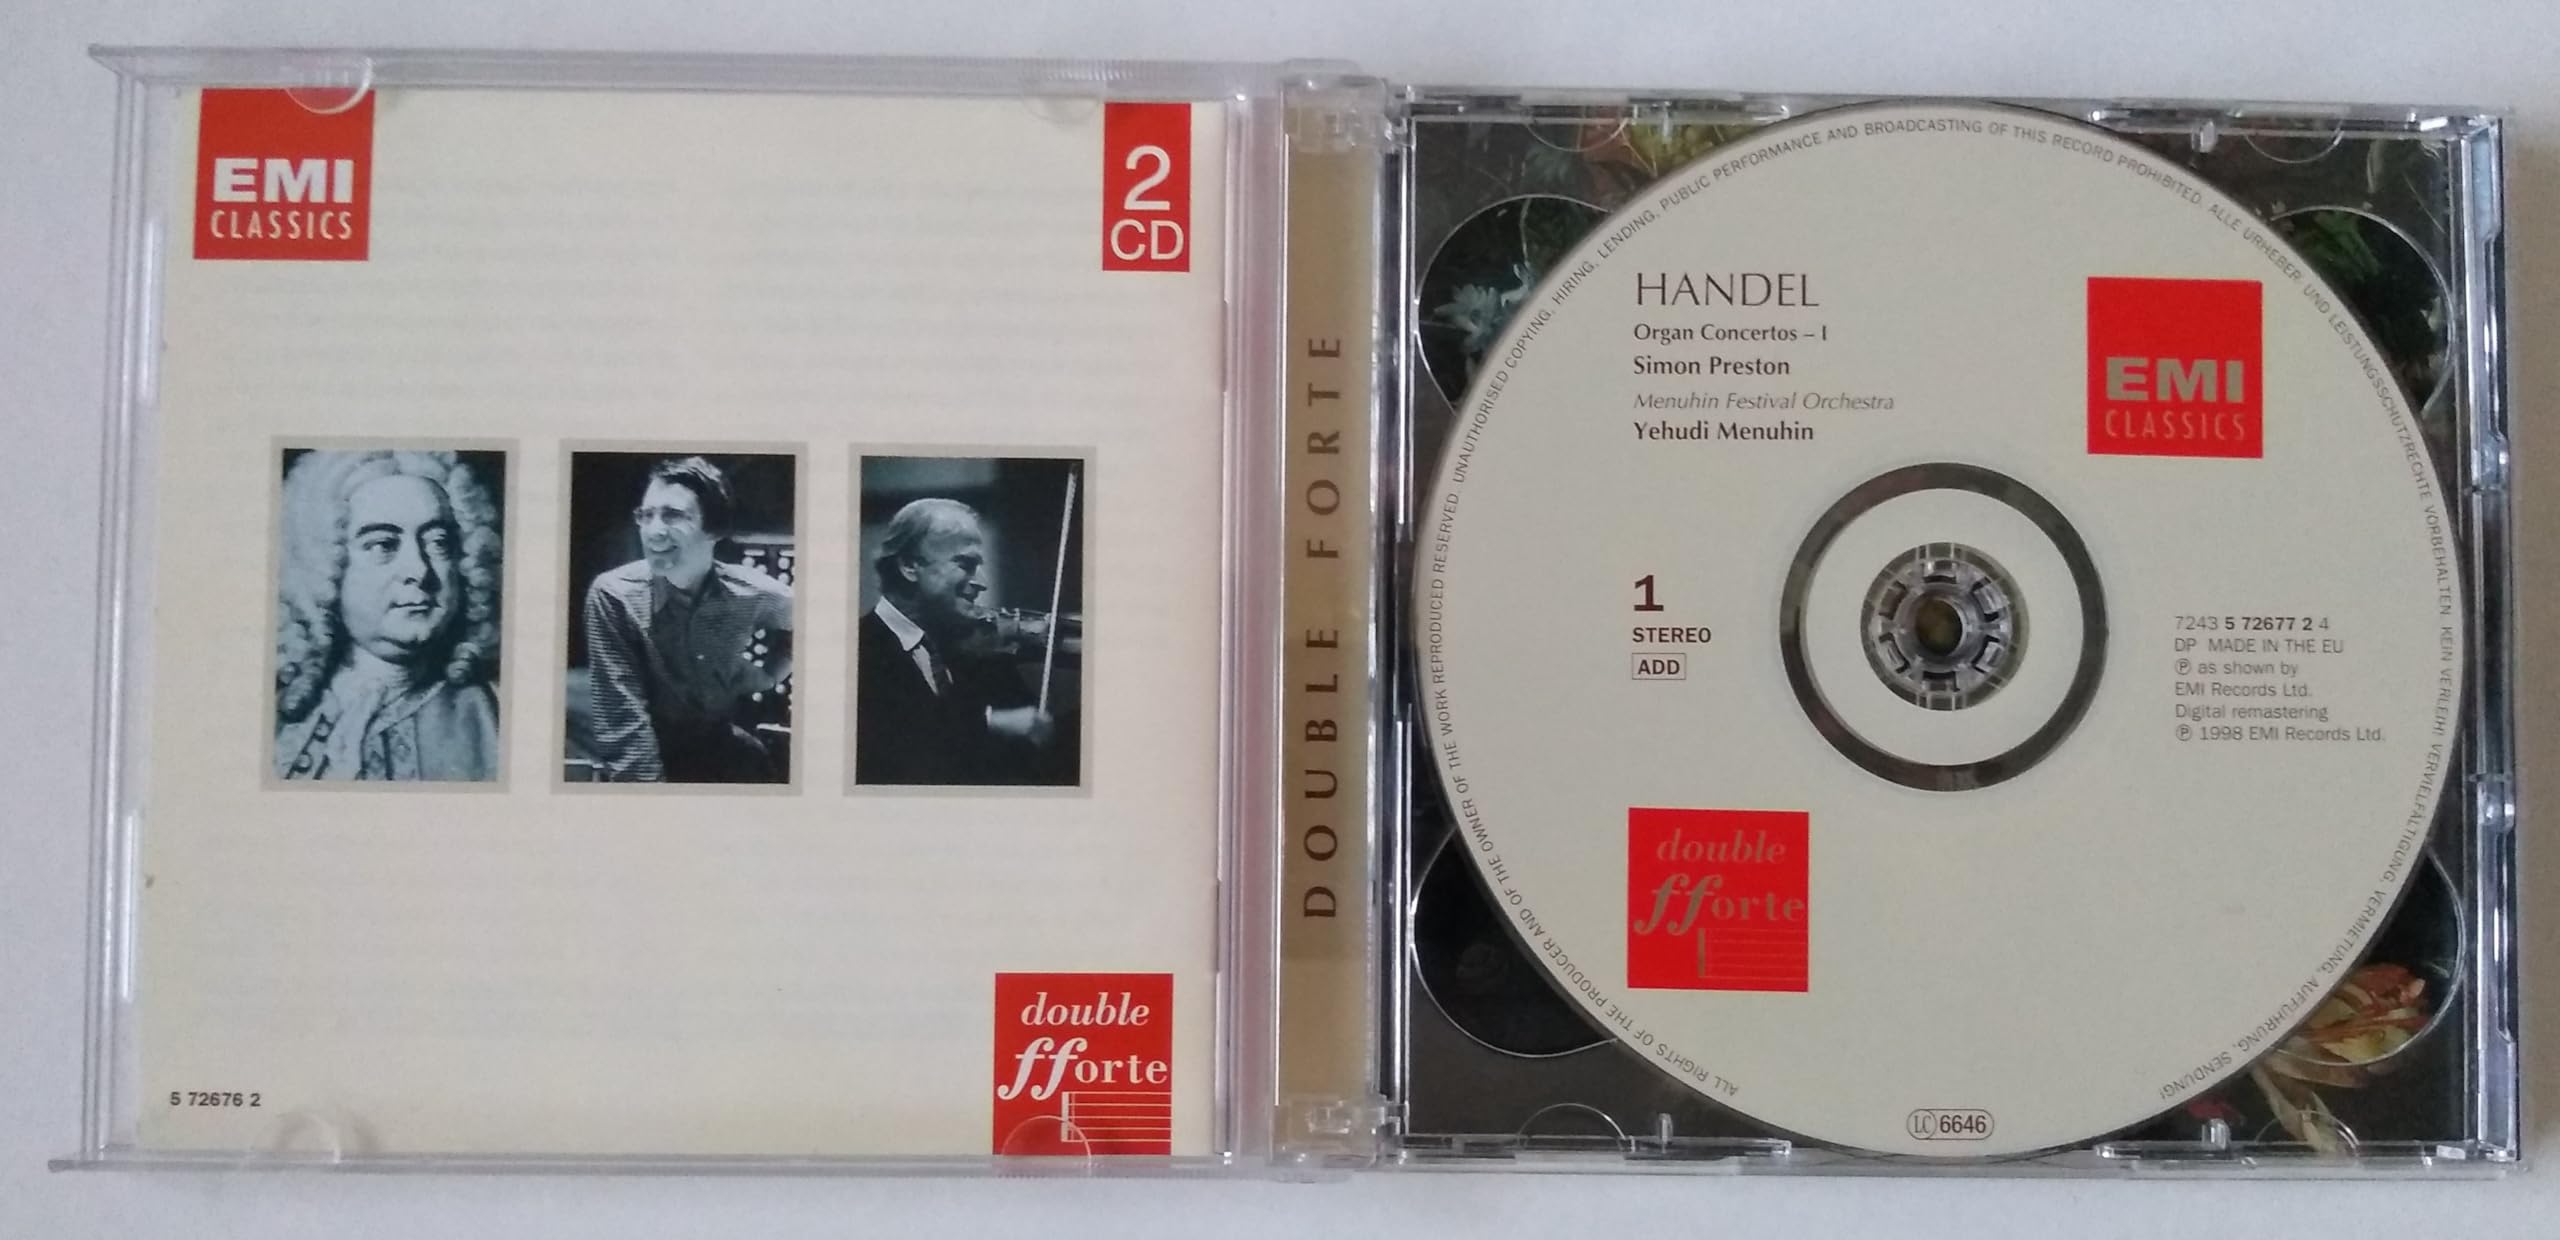 EMI
CLASSICS
2
CD
double
fforte
5 72676 2
DOUBLE FORTE
HANDEL
Organ Concertos – I
Simon Preston
Menuhin Festival Orchestra
Yehudi Menuhin
EMI
CLASSICS
1
STEREO
ADD
7243 5 72677 2 4
DP MADE IN THE EU
℗ as shown by
EMI Records Ltd.
Digital remastering
℗ 1998 EMI Records Ltd.
double
fforte
LC 6646
ALL RIGHTS OF THE PRODUCER AND OF THE OWNER OF THE WORK REPRODUCED RESERVED. UNAUTHORISED COPYING, HIRING, LENDING, PUBLIC PERFORMANCE AND BROADCASTING OF THIS RECORD PROHIBITED. ALLE URHEBER- UND LEISTUNGSSCHUTZRECHTE VORBEHALTEN. KEIN VERLEIH! VERVIELFÄLTIGUNG, VERMIETUNG, AUFFÜHRUNG, SENDUNG!